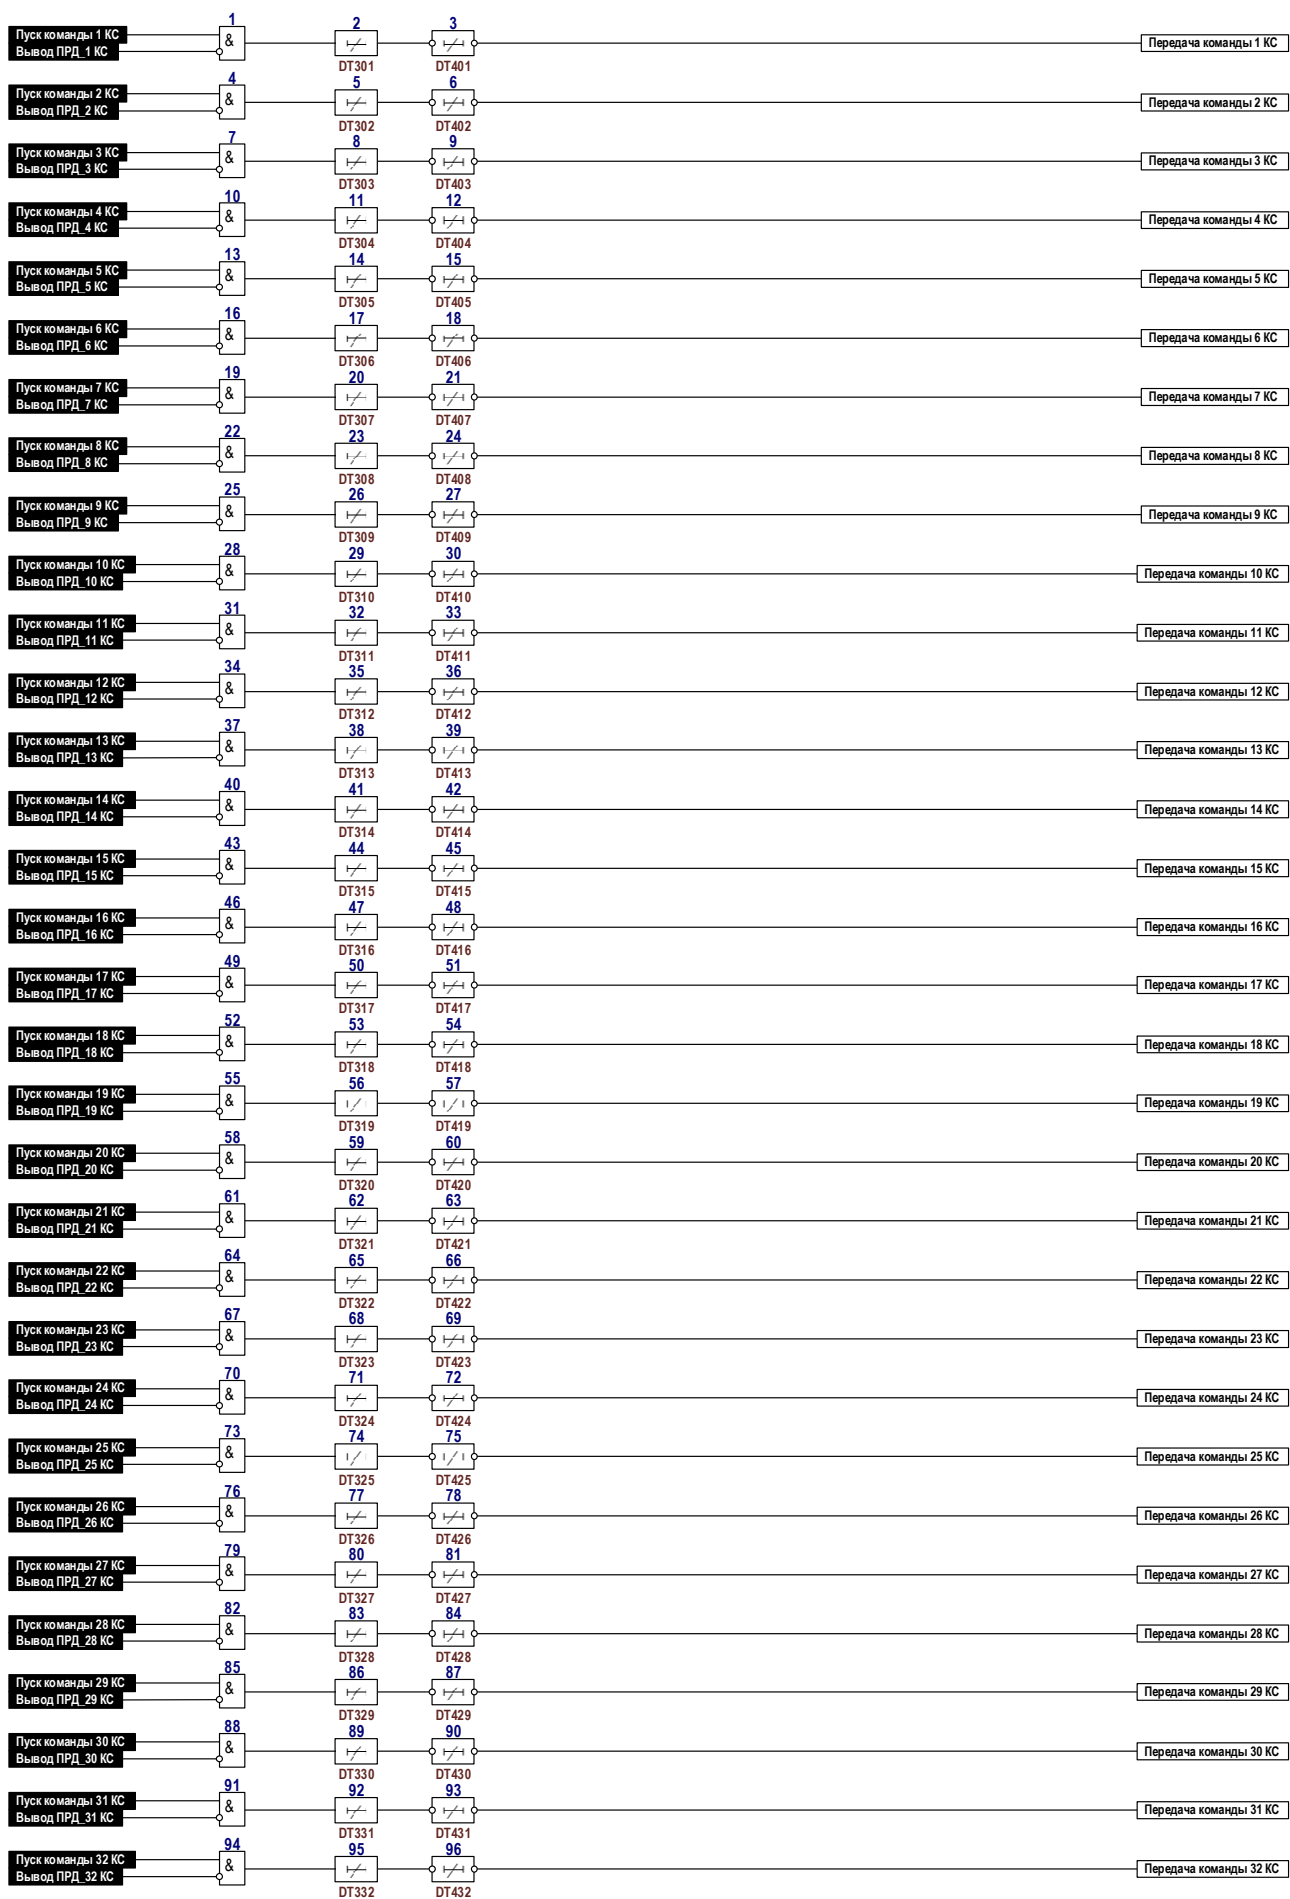 1 2 3
Пуск команды 1 КС & Передача команды 1 КС
Вывод ПРД_1 КС
DT301 DT401
4 5 6
Пуск команды 2 КС & Передача команды 2 КС
Вывод ПРД_2 КС
DT302 DT402
7 8 9
Пуск команды 3 КС & Передача команды 3 КС
Вывод ПРД_3 КС
DT303 DT403
10 11 12
Пуск команды 4 КС & Передача команды 4 КС
Вывод ПРД_4 КС
DT304 DT404
13 14 15
Пуск команды 5 КС & Передача команды 5 КС
Вывод ПРД_5 КС
DT305 DT405
16 17 18
Пуск команды 6 КС & Передача команды 6 КС
Вывод ПРД_6 КС
DT306 DT406
19 20 21
Пуск команды 7 КС & Передача команды 7 КС
Вывод ПРД_7 КС
DT307 DT407
22 23 24
Пуск команды 8 КС & Передача команды 8 КС
Вывод ПРД_8 КС
DT308 DT408
25 26 27
Пуск команды 9 КС & Передача команды 9 КС
Вывод ПРД_9 КС
DT309 DT409
28 29 30
Пуск команды 10 КС & Передача команды 10 КС
Вывод ПРД_10 КС
DT310 DT410
31 32 33
Пуск команды 11 КС & Передача команды 11 КС
Вывод ПРД_11 КС
DT311 DT411
34 35 36
Пуск команды 12 КС & Передача команды 12 КС
Вывод ПРД_12 КС
DT312 DT412
37 38 39
Пуск команды 13 КС & Передача команды 13 КС
Вывод ПРД_13 КС
DT313 DT413
40 41 42
Пуск команды 14 КС & Передача команды 14 КС
Вывод ПРД_14 КС
DT314 DT414
43 44 45
Пуск команды 15 КС & Передача команды 15 КС
Вывод ПРД_15 КС
DT315 DT415
46 47 48
Пуск команды 16 КС & Передача команды 16 КС
Вывод ПРД_16 КС
DT316 DT416
49 50 51
Пуск команды 17 КС & Передача команды 17 КС
Вывод ПРД_17 КС
DT317 DT417
52 53 54
Пуск команды 18 КС & Передача команды 18 КС
Вывод ПРД_18 КС
DT318 DT418
55 56 57
Пуск команды 19 КС & Передача команды 19 КС
Вывод ПРД_19 КС
DT319 DT419
58 59 60
Пуск команды 20 КС & Передача команды 20 КС
Вывод ПРД_20 КС
DT320 DT420
61 62 63
Пуск команды 21 КС & Передача команды 21 КС
Вывод ПРД_21 КС
DT321 DT421
64 65 66
Пуск команды 22 КС & Передача команды 22 КС
Вывод ПРД_22 КС
DT322 DT422
67 68 69
Пуск команды 23 КС & Передача команды 23 КС
Вывод ПРД_23 КС
DT323 DT423
70 71 72
Пуск команды 24 КС & Передача команды 24 КС
Вывод ПРД_24 КС
DT324 DT424
73 74 75
Пуск команды 25 КС & Передача команды 25 КС
Вывод ПРД_25 КС
DT325 DT425
76 77 78
Пуск команды 26 КС & Передача команды 26 КС
Вывод ПРД_26 КС
DT326 DT426
79 80 81
Пуск команды 27 КС & Передача команды 27 КС
Вывод ПРД_27 КС
DT327 DT427
82 83 84
Пуск команды 28 КС & Передача команды 28 КС
Вывод ПРД_28 КС
DT328 DT428
85 86 87
Пуск команды 29 КС & Передача команды 29 КС
Вывод ПРД_29 КС
DT329 DT429
88 89 90
Пуск команды 30 КС & Передача команды 30 КС
Вывод ПРД_30 КС
DT330 DT430
91 92 93
Пуск команды 31 КС & Передача команды 31 КС
Вывод ПРД_31 КС
DT331 DT431
94 95 96
Пуск команды 32 КС & Передача команды 32 КС
Вывод ПРД_32 КС
DT332 DT432